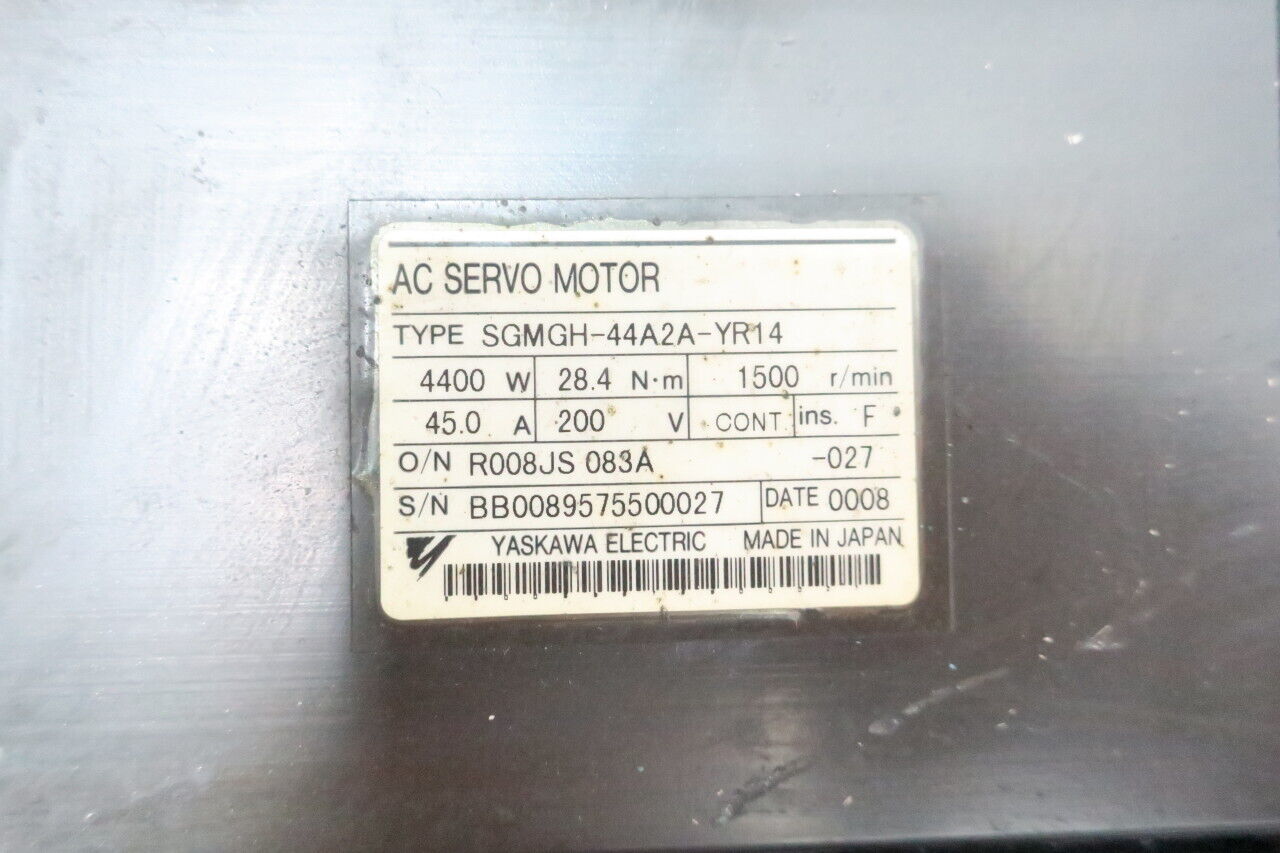 AC SERVO MOTOR
TYPE SGMGH-44A2A-YR14
4400 W 28.4 N·m 1500 r/min
45.0 A 200 V CONT. ins. F
O/N R008JS 083A -027
S/N BB0089575500027 DATE 0008
YASKAWA ELECTRIC MADE IN JAPAN